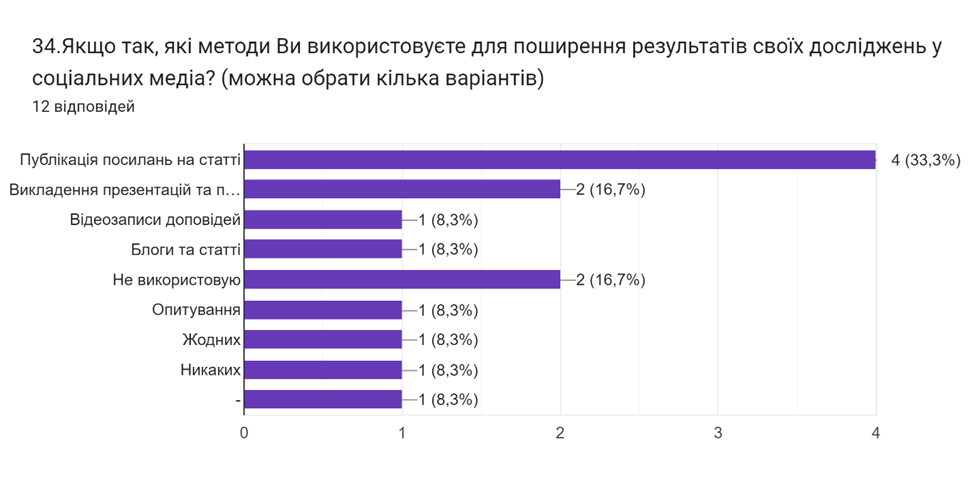 34.Якщо так, які методи Ви використовуєте для поширення результатів своїх досліджень у
соціальних медіа? (можна обрати кілька варіантів)
12 відповідей
Публікація посилань на статті 4 (33,3%)
Викладення презентацій та п… 2 (16,7%)
Відеозаписи доповідей 1 (8,3%)
Блоги та статті 1 (8,3%)
Не використовую 2 (16,7%)
Опитування 1 (8,3%)
Жодних 1 (8,3%)
Никаких 1 (8,3%)
- 1 (8,3%)
0 1 2 3 4